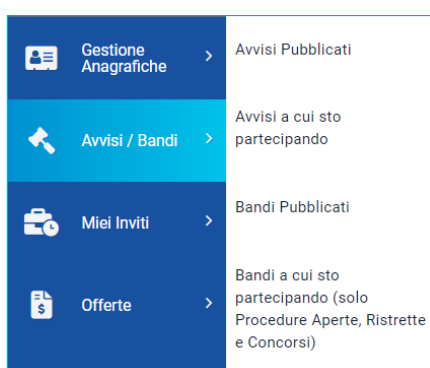 Gestione
Anagrafiche
Avvisi / Bandi
Miei Inviti
Offerte
Avvisi Pubblicati
Avvisi a cui sto
partecipando
Bandi Pubblicati
Bandi a cui sto
partecipando (solo
Procedure Aperte, Ristrette
e Concorsi)